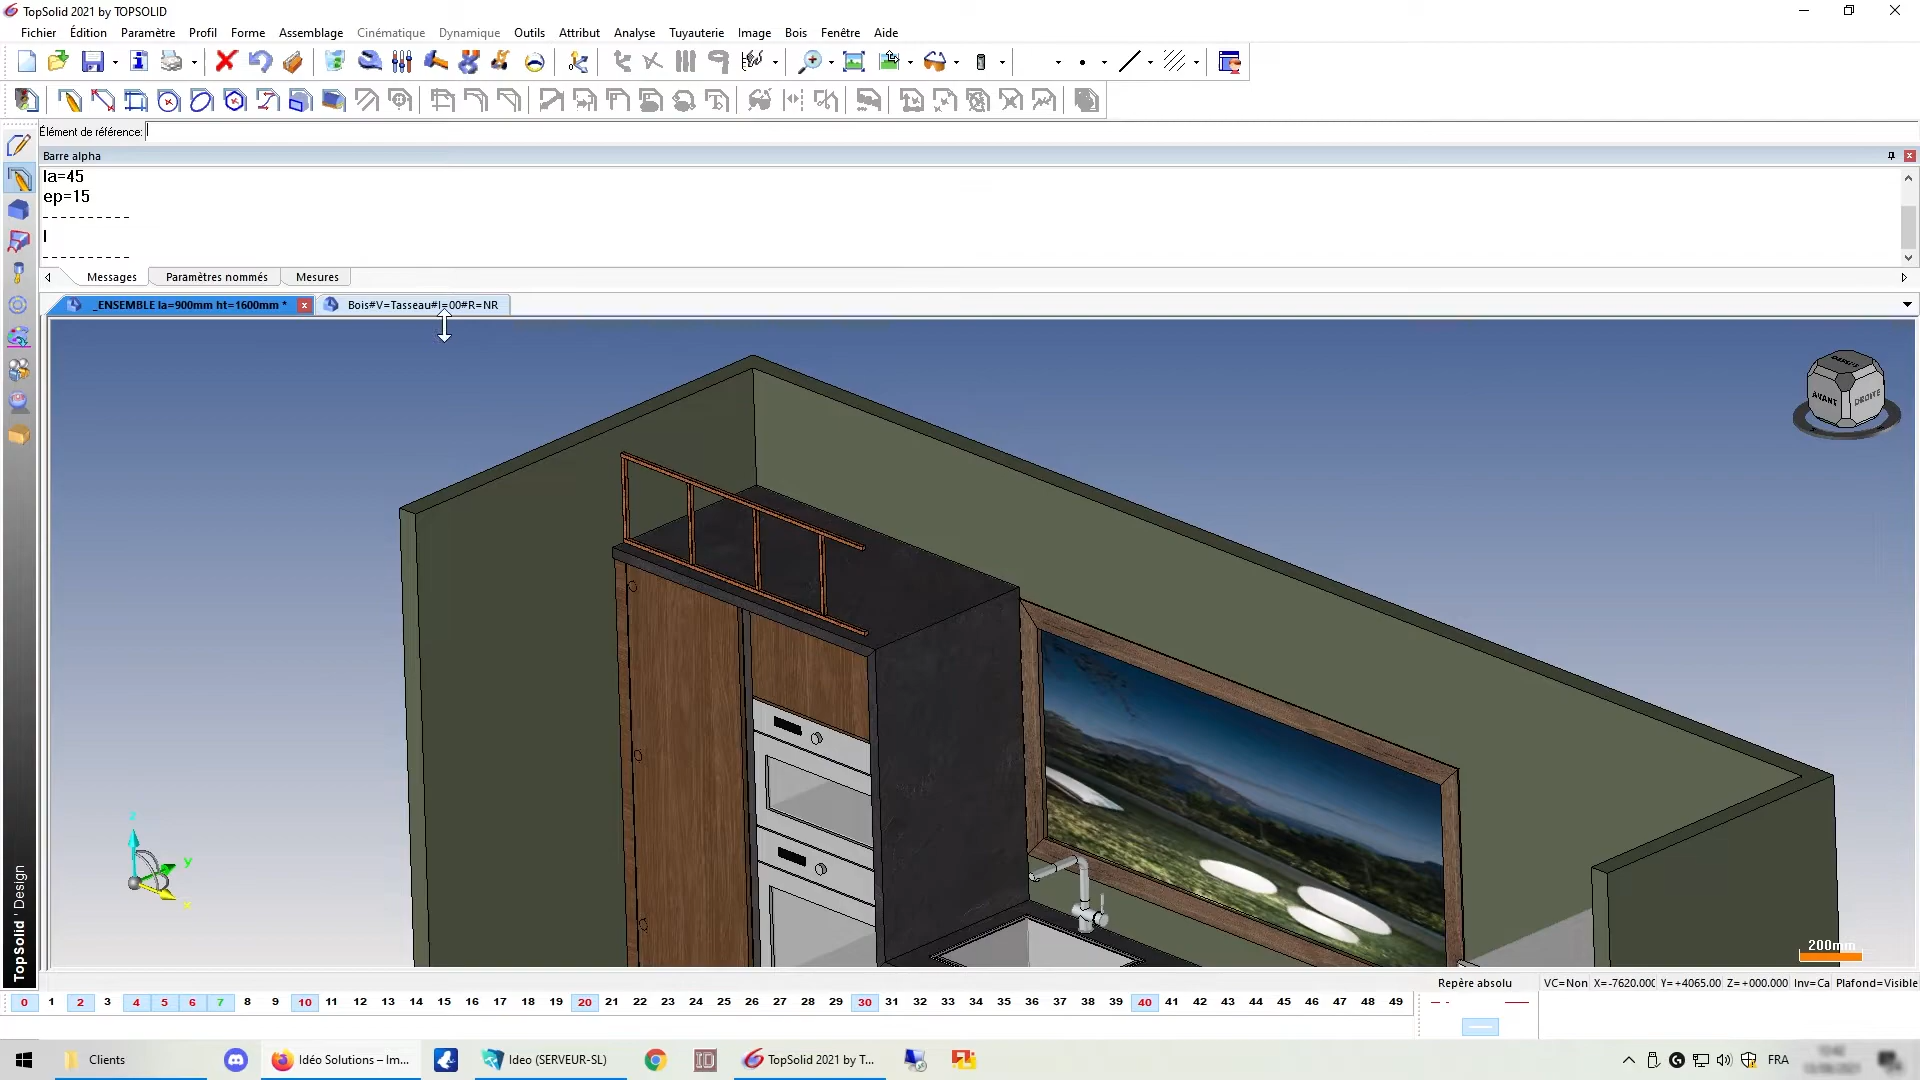 TopSolid 2021 by TOPSOLID
Fichier Édition Paramètre Profil Forme Assemblage Cinématique Dynamique Outils Attribut Analyse Tuyauterie Image Bois Fenêtre Aide
Élément de référence:
Barre alpha
la=45
ep=15
----------
l
----------
Messages Paramètres nommés Mesures
_ENSEMBLE la=900mm ht=1600mm * Bois#V=Tasseau#I=00#R=NR
AVANT DROITE
z
y
x
200mm
TopSolid'Design
Repère absolu VC=Non X=-7620.000 Y=+4065.00 Z=+000.000 Inv=Ca Plafond=Visible
0 1 2 3 4 5 6 7 8 9 10 11 12 13 14 15 16 17 18 19 20 21 22 23 24 25 26 27 28 29 30 31 32 33 34 35 36 37 38 39 40 41 42 43 44 45 46 47 48 49
Clients Idéo Solutions – Im... Ideo (SERVEUR-SL) TopSolid 2021 by T... FRA